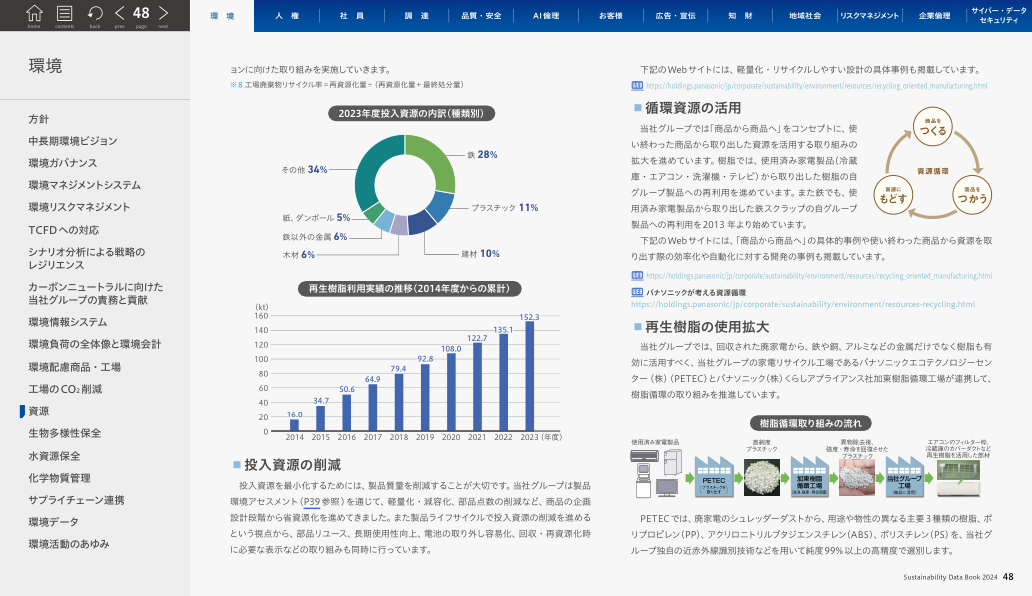 home
contents
back
prev
48
page
next
環　境
人　権
社　員
調　達
品質・安全
AI倫理
お客様
広告・宣伝
知　財
地域社会
リスクマネジメント
企業倫理
サイバー・データ
セキュリティ
環境
方針
中長期環境ビジョン
環境ガバナンス
環境マネジメントシステム
環境リスクマネジメント
TCFDへの対応
シナリオ分析による戦略の
レジリエンス
カーボンニュートラルに向けた
当社グループの責務と貢献
環境情報システム
環境負荷の全体像と環境会計
環境配慮商品・工場
工場のCO₂削減
資源
生物多様性保全
水資源保全
化学物質管理
サプライチェーン連携
環境データ
環境活動のあゆみ
ョンに向けた取り組みを実施していきます。
※8 工場廃棄物リサイクル率＝再資源化量÷（再資源化量＋最終処分量）
2023年度投入資源の内訳（種類別）
鉄 28%
プラスチック 11%
建材 10%
木材 6%
鉄以外の金属 6%
紙、ダンボール 5%
その他 34%
再生樹脂利用実績の推移（2014年度からの累計）
(kt)
160
140
120
100
80
60
40
20
0
16.0
34.7
50.6
64.9
79.4
92.8
108.0
122.7
135.1
152.3
2014 2015 2016 2017 2018 2019 2020 2021 2022 2023（年度）
投入資源の削減
　投入資源を最小化するためには、製品質量を削減することが大切です。当社グループは製品
環境アセスメント（P39参照）を通じて、軽量化・減容化、部品点数の削減など、商品の企画
設計段階から省資源化を進めてきました。また製品ライフサイクルで投入資源の削減を進める
という視点から、部品リユース、長期使用性向上、電池の取り外し容易化、回収・再資源化時
に必要な表示などの取り組みも同時に行っています。
　下記のWebサイトには、軽量化・リサイクルしやすい設計の具体事例も掲載しています。
WEB https://holdings.panasonic/jp/corporate/sustainability/environment/resources/recycling_oriented_manufacturing.html
循環資源の活用
　当社グループでは「商品から商品へ」をコンセプトに、使
い終わった商品から取り出した資源を活用する取り組みの
拡大を進めています。樹脂では、使用済み家電製品（冷蔵
庫・エアコン・洗濯機・テレビ）から取り出した樹脂の自
グループ製品への再利用を進めています。また鉄でも、使
用済み家電製品から取り出した鉄スクラップの自グループ
製品への再利用を2013年より始めています。
商品を
つくる
資源循環
資源に
もどす
商品を
つかう
　下記のWebサイトには、「商品から商品へ」の具体的事例や使い終わった商品から資源を取
り出す際の効率化や自動化に対する開発の事例も掲載しています。
WEB https://holdings.panasonic/jp/corporate/sustainability/environment/resources/recycling_oriented_manufacturing.html
WEB パナソニックが考える資源循環
https://holdings.panasonic/jp/corporate/sustainability/environment/resources-recycling.html
再生樹脂の使用拡大
　当社グループでは、回収された廃家電から、鉄や銅、アルミなどの金属だけでなく樹脂も有
効に活用すべく、当社グループの家電リサイクル工場であるパナソニックエコテクノロジーセン
ター（株）（PETEC）とパナソニック（株）くらしアプライアンス社加東樹脂循環工場が連携して、
樹脂循環の取り組みを推進しています。
樹脂循環取り組みの流れ
使用済み家電製品
PETEC
プラスチックを
取り出す
高純度
プラスチック
加東樹脂
循環工場
異物除去後、
強度・寿命を回復させた
プラスチック
当社グループ
工場
エアコンのフィルター枠、
冷蔵庫のカバーダクトなど
再生樹脂を活用した部材
　PETECでは、廃家電のシュレッダーダストから、用途や物性の異なる主要3種類の樹脂、ポ
リプロピレン（PP）、アクリロニトリルブタジエンスチレン（ABS）、ポリスチレン（PS）を、当社グ
ループ独自の近赤外線識別技術などを用いて純度99%以上の高精度で選別します。
Sustainability Data Book 2024 48